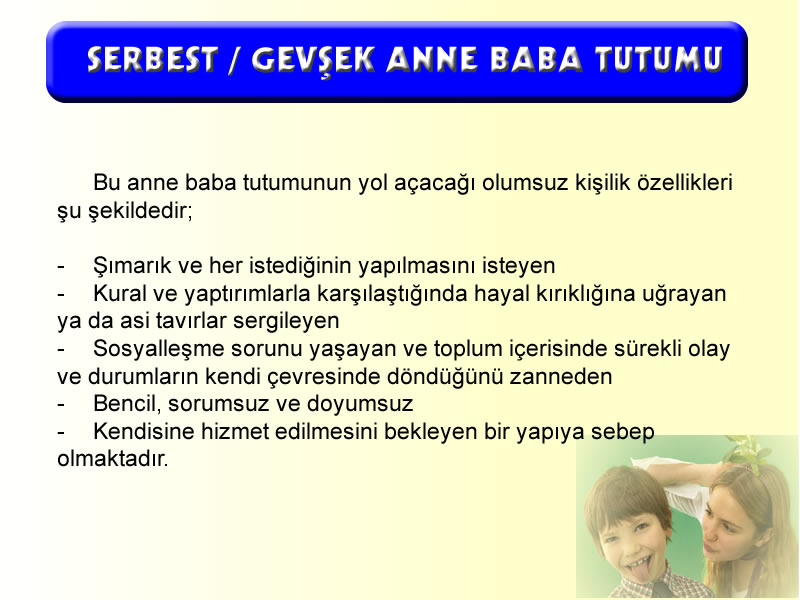 SERBEST / GEVŞEK ANNE BABA TUTUMU
Bu anne baba tutumunun yol açacağı olumsuz kişilik özellikleri
şu şekildedir;
- Şımarık ve her istediğinin yapılmasını isteyen
- Kural ve yaptırımlarla karşılaştığında hayal kırıklığına uğrayan
ya da asi tavırlar sergileyen
- Sosyalleşme sorunu yaşayan ve toplum içerisinde sürekli olay
ve durumların kendi çevresinde döndüğünü zanneden
- Bencil, sorumsuz ve doyumsuz
- Kendisine hizmet edilmesini bekleyen bir yapıya sebep
olmaktadır.